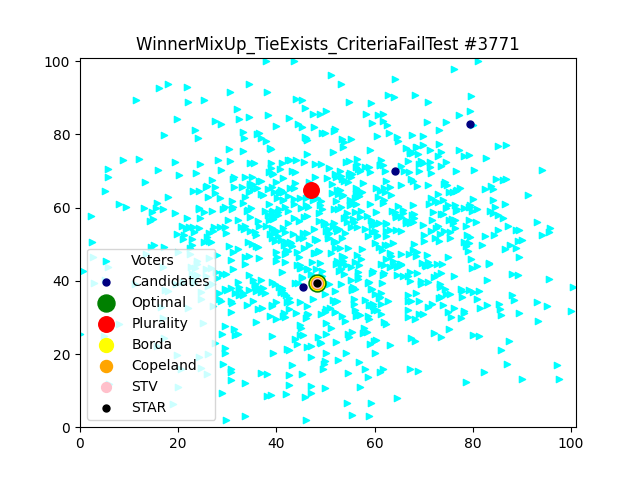 WinnerMixUp_TieExists_CriteriaFailTest #3771
100
80
60
40
20
0
Voters
Candidates
Optimal
Plurality
Borda
Copeland
STV
STAR
0 20 40 60 80 100